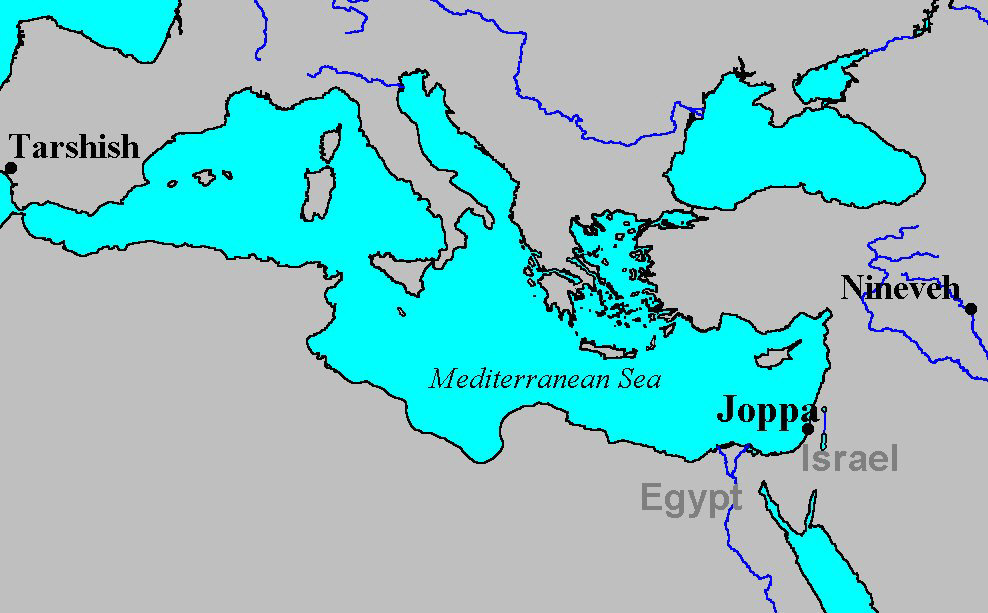 Tarshish
Nineveh
Mediterranean Sea
Joppa
Israel
Egypt